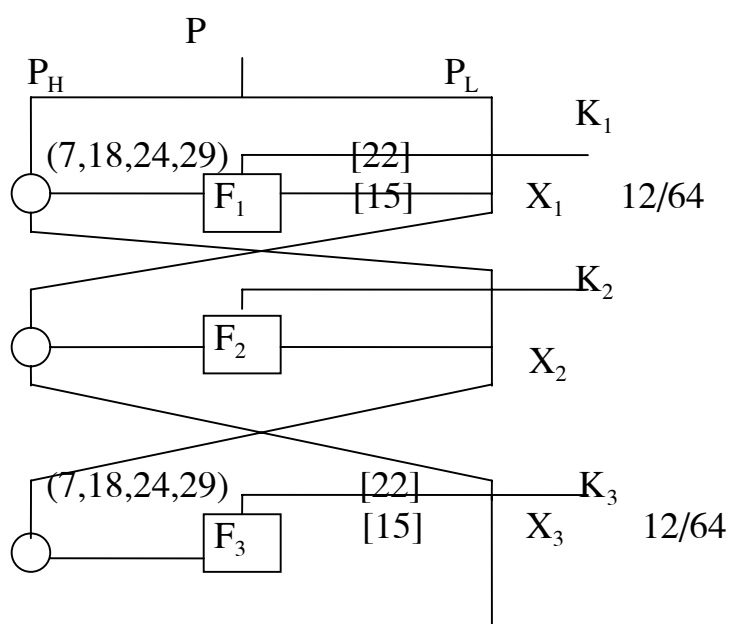 P
P_H P_L
K_1
(7,18,24,29) [22]
F_1 [15] X_1 12/64
K_2
F_2 X_2
(7,18,24,29) [22] K_3
F_3 [15] X_3 12/64